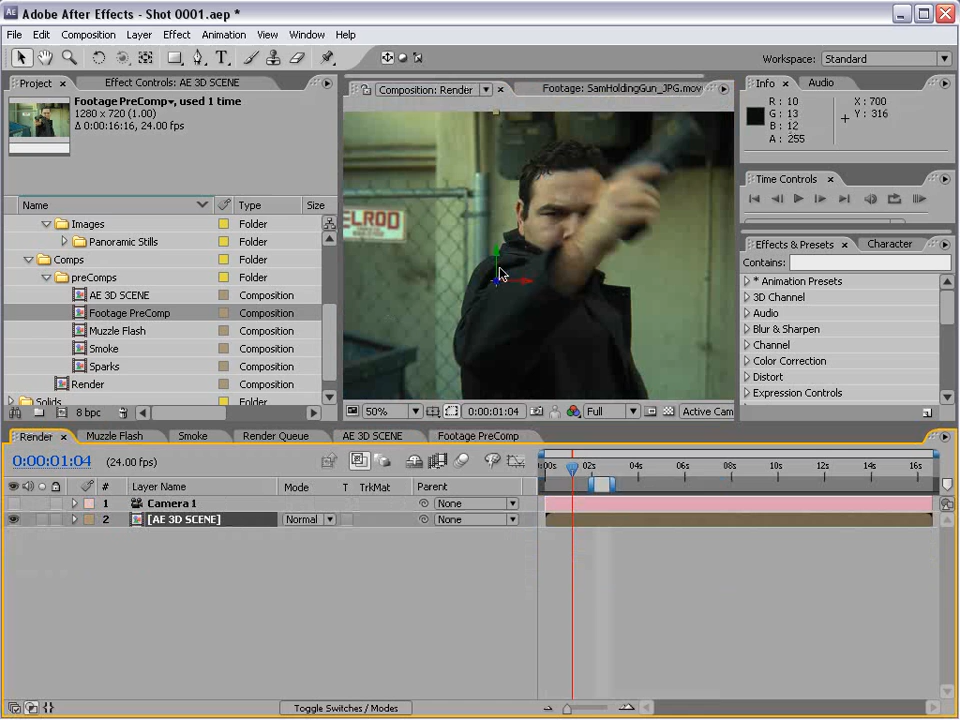 Adobe After Effects - Shot 0001.aep *
File Edit Composition Layer Effect Animation View Window Help
Workspace: Standard
Project Effect Controls: AE 3D SCENE
Footage PreComp, used 1 time
1280 x 720 (1.00)
Δ 0:00:16:16, 24.00 fps
Name Type Size
Images Folder
Panoramic Stills Folder
Comps Folder
preComps Folder
AE 3D SCENE Composition
Footage PreComp Composition
Muzzle Flash Composition
Smoke Composition
Sparks Composition
Render Composition
Solids Folder
8 bpc
Composition: Render Footage: SamHoldingGun_JPG.mov
ELROD
50% 0:00:01:04 Full Active Cam
Info Audio
R : 10
G : 13
B : 12
A : 255
X : 700
Y : 316
Time Controls
Effects & Presets Character
Contains:
* Animation Presets
3D Channel
Audio
Blur & Sharpen
Channel
Color Correction
Distort
Expression Controls
Render Muzzle Flash Smoke Render Queue AE 3D SCENE Footage PreComp
0:00:01:04 (24.00 fps)
:00s 02s 04s 06s 08s 10s 12s 14s 16s
# Layer Name Mode T TrkMat Parent
1 Camera 1 None
2 [AE 3D SCENE] Normal None
Toggle Switches / Modes